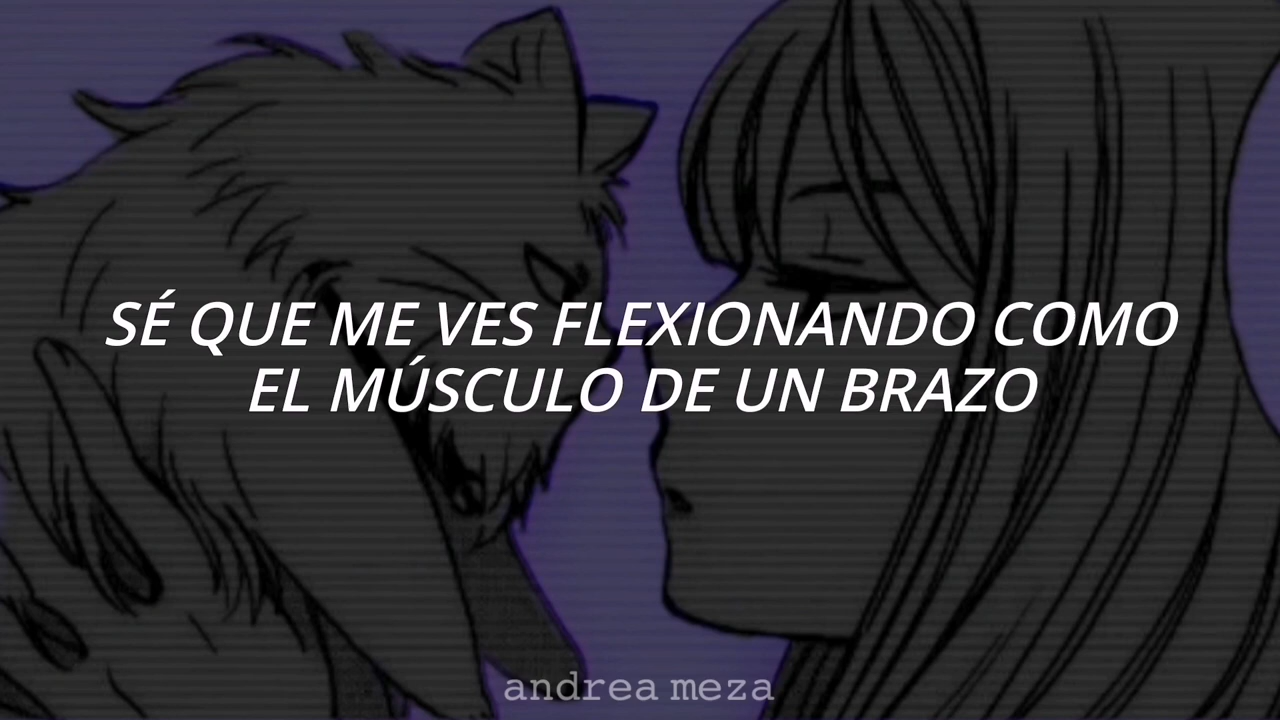 SÉ QUE ME VES FLEXIONANDO COMO
EL MÚSCULO DE UN BRAZO
andrea meza